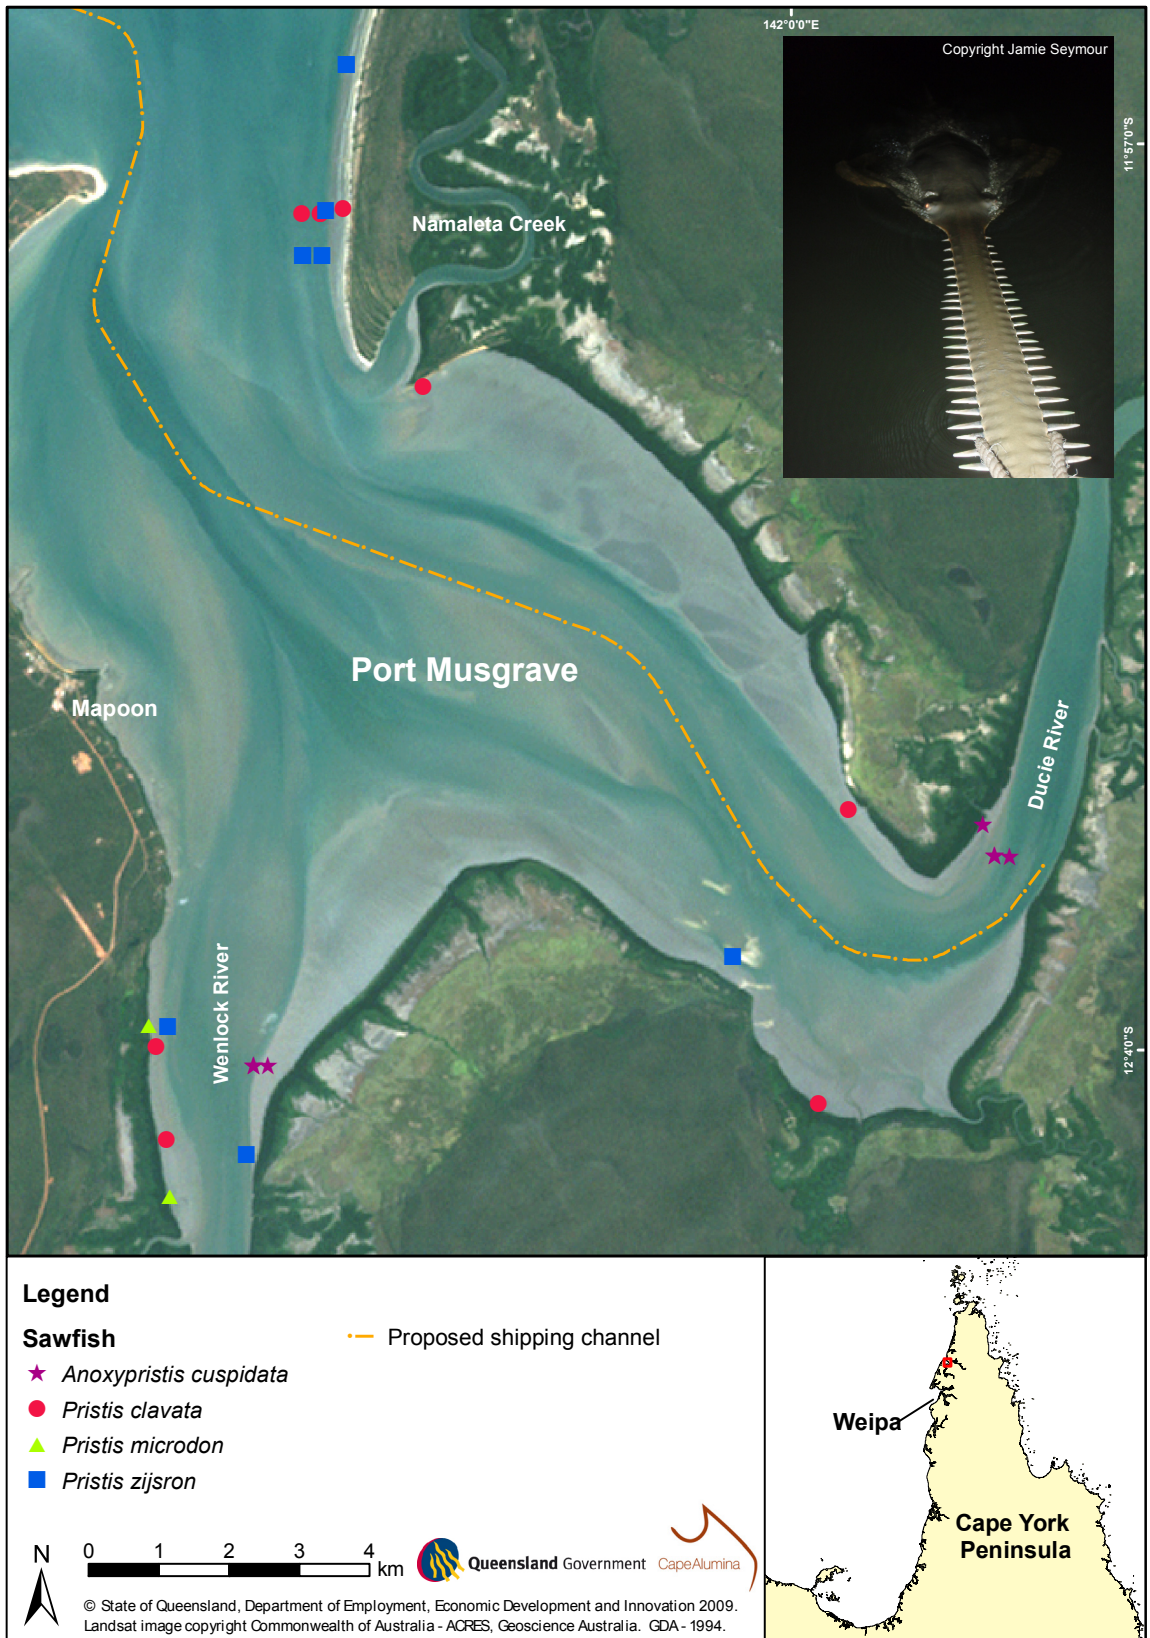 142°0'0"E
Copyright Jamie Seymour
11°57'0"S
Namaleta Creek
Port Musgrave
Mapoon
Ducie River
Wenlock River
12°4'0"S
Legend
Sawfish
Proposed shipping channel
Anoxypristis cuspidata
Pristis clavata
Pristis microdon
Pristis zijsron
Weipa
Cape York
Peninsula
N
0 1 2 3 4
km
Queensland Government
CapeAlumina
© State of Queensland, Department of Employment, Economic Development and Innovation 2009.
Landsat image copyright Commonwealth of Australia - ACRES, Geoscience Australia. GDA - 1994.